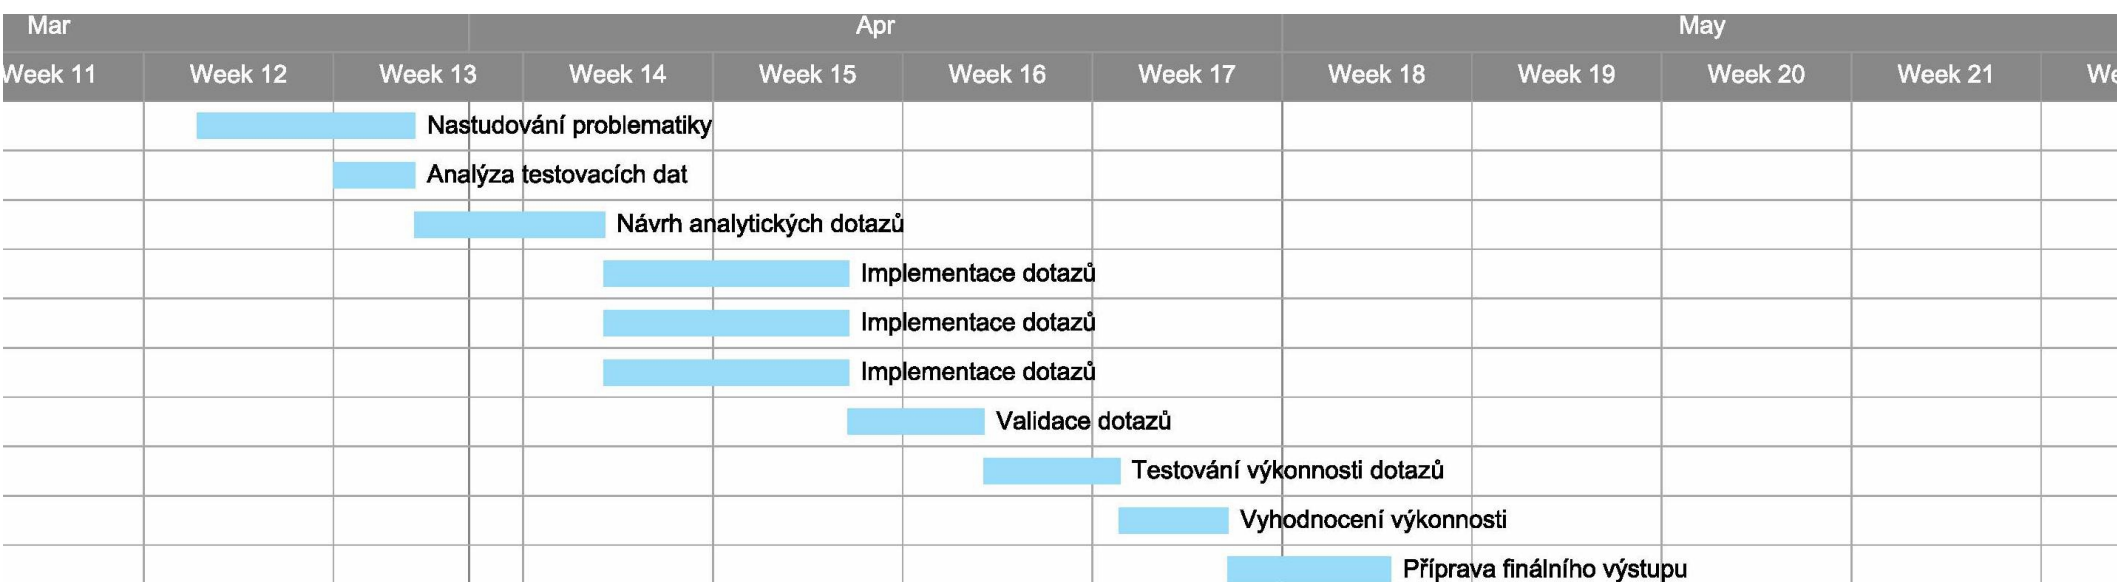 Mar Apr May
Week 11 Week 12 Week 13 Week 14 Week 15 Week 16 Week 17 Week 18 Week 19 Week 20 Week 21 We
Nastudování problematiky
Analýza testovacích dat
Návrh analytických dotazů
Implementace dotazů
Implementace dotazů
Implementace dotazů
Validace dotazů
Testování výkonnosti dotazů
Vyhodnocení výkonnosti
Příprava finálního výstupu